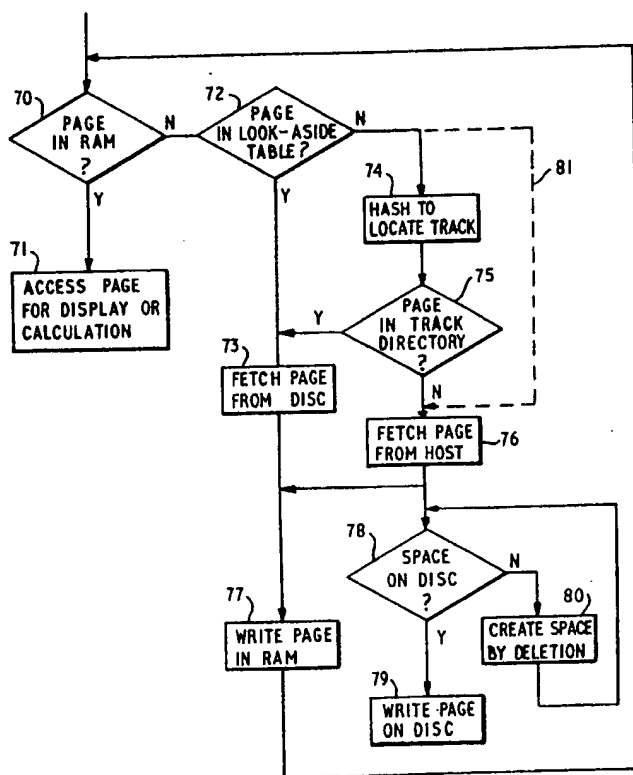 70
PAGE
IN RAM
?
N
Y
72
PAGE
IN LOOK-ASIDE
TABLE?
N
Y
81
74
HASH TO
LOCATE TRACK
71
ACCESS PAGE
FOR DISPLAY OR
CALCULATION
75
PAGE
IN TRACK
DIRECTORY
?
Y
N
73
FETCH PAGE
FROM DISC
FETCH PAGE
FROM HOST
76
78
SPACE
ON DISC
?
N
Y
77
WRITE PAGE
IN RAM
80
CREATE SPACE
BY DELETION
79
WRITE PAGE
ON DISC